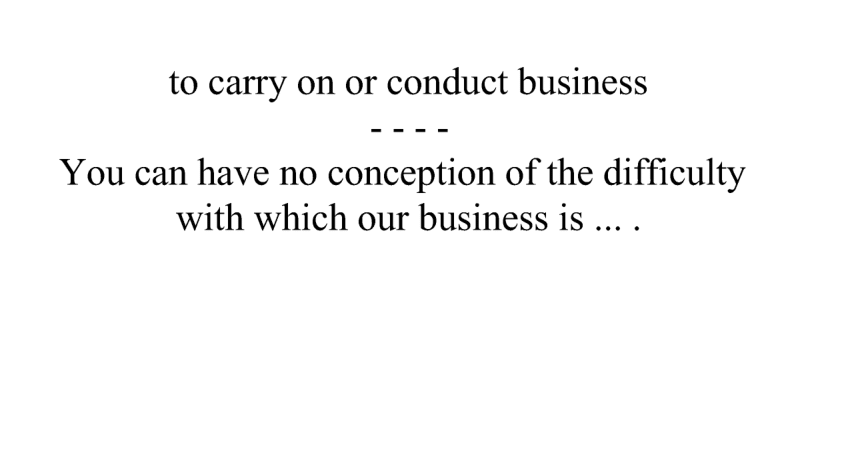 to carry on or conduct business
- - - -
You can have no conception of the difficulty
with which our business is ... .